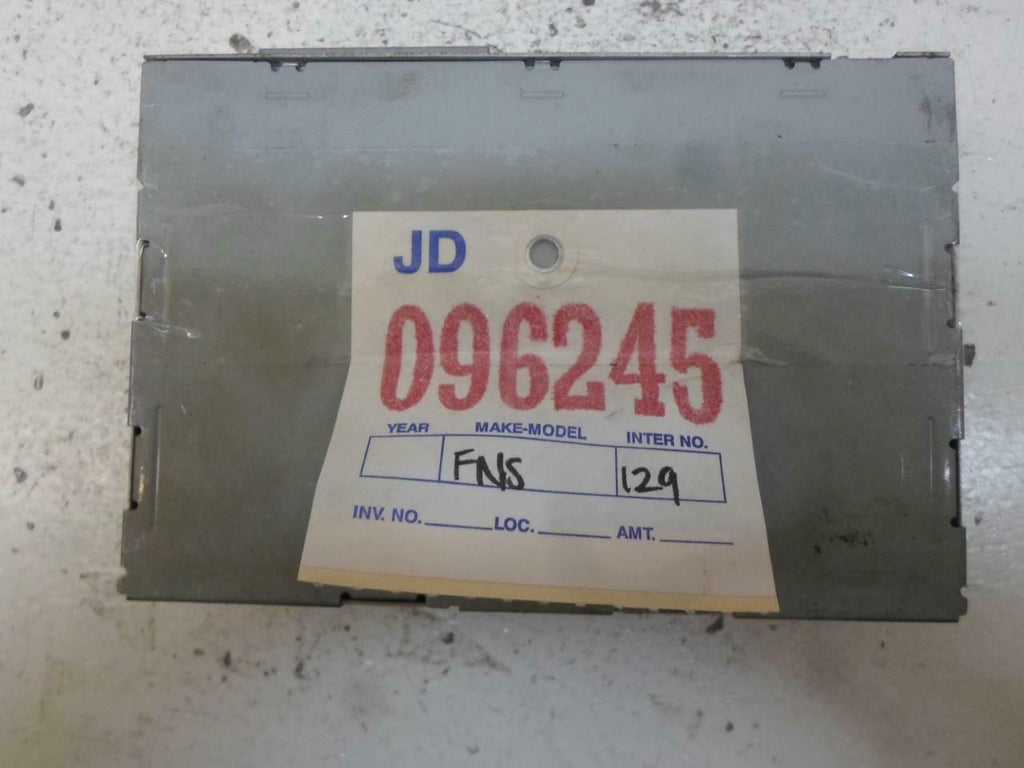 JD
096245
YEAR MAKE-MODEL INTER NO.
FNS 129
INV. NO. LOC. AMT.